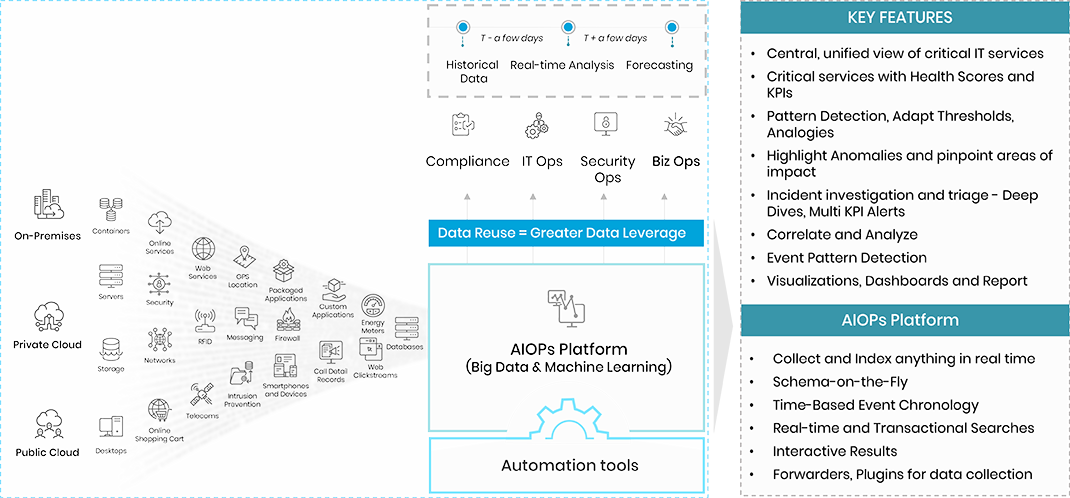 T - a few days
T + a few days
Historical
Data
Real-time Analysis
Forecasting
Compliance
IT Ops
Security
Ops
Biz Ops
Data Reuse = Greater Data Leverage
On-Premises
Private Cloud
Public Cloud
Containers
Servers
Storage
Desktops
Online
Services
Security
Networks
Online
Shopping Cart
Web
Services
RFID
Telecoms
GPS
Location
Messaging
Intrusion
Prevention
Packaged
Applications
Firewall
Smartphones
and Devices
Custom
Applications
Call Detail
Records
Energy
Meters
Web
Clickstreams
Databases
AIOPs Platform
(Big Data & Machine Learning)
Automation tools
KEY FEATURES
• Central, unified view of critical IT services
• Critical services with Health Scores and
KPIs
• Pattern Detection, Adapt Thresholds,
Analogies
• Highlight Anomalies and pinpoint areas of
impact
• Incident investigation and triage - Deep
Dives, Multi KPI Alerts
• Correlate and Analyze
• Event Pattern Detection
• Visualizations, Dashboards and Report
AIOPs Platform
• Collect and Index anything in real time
• Schema-on-the-Fly
• Time-Based Event Chronology
• Real-time and Transactional Searches
• Interactive Results
• Forwarders, Plugins for data collection